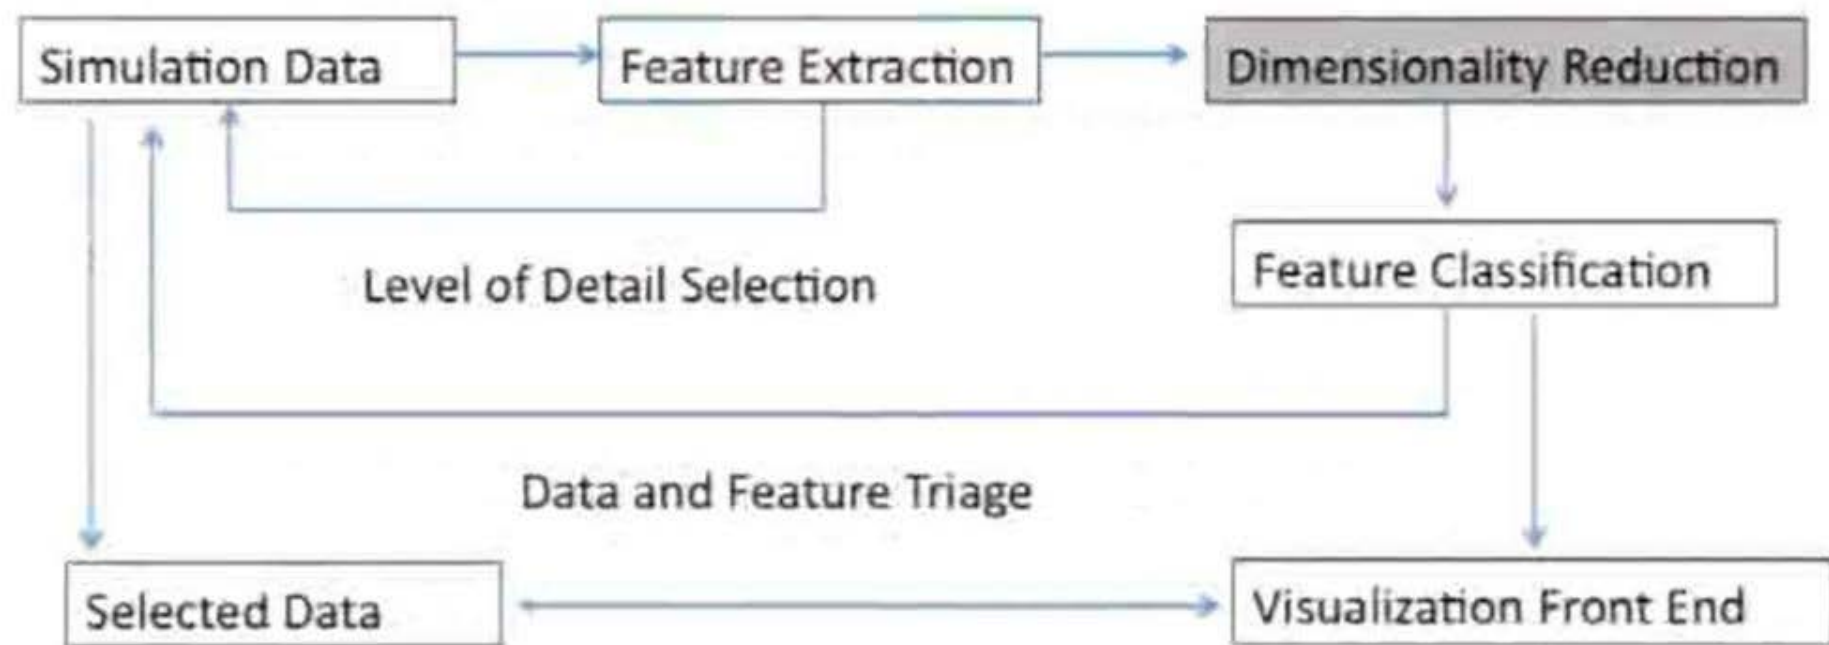 Simulation Data
Feature Extraction
Dimensionality Reduction
Feature Classification
Level of Detail Selection
Data and Feature Triage
Selected Data
Visualization Front End